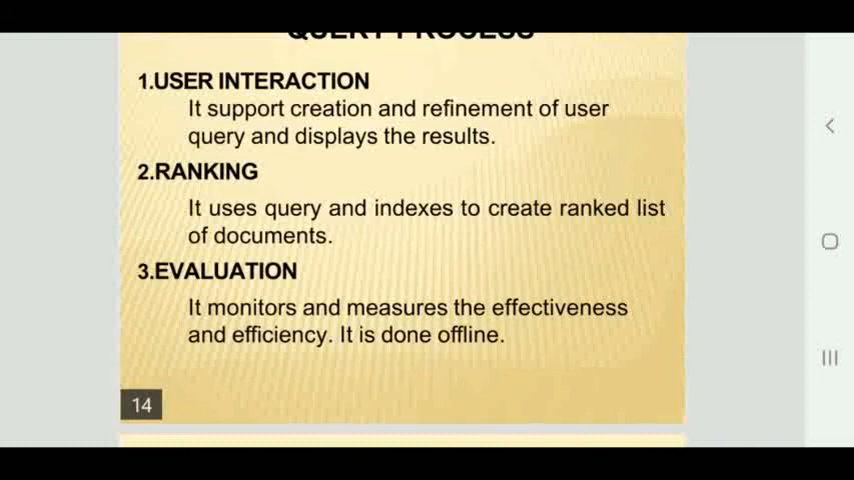 QUERY PROCESS
1.USER INTERACTION
It support creation and refinement of user
query and displays the results.
2.RANKING
It uses query and indexes to create ranked list
of documents.
3.EVALUATION
It monitors and measures the effectiveness
and efficiency. It is done offline.
14